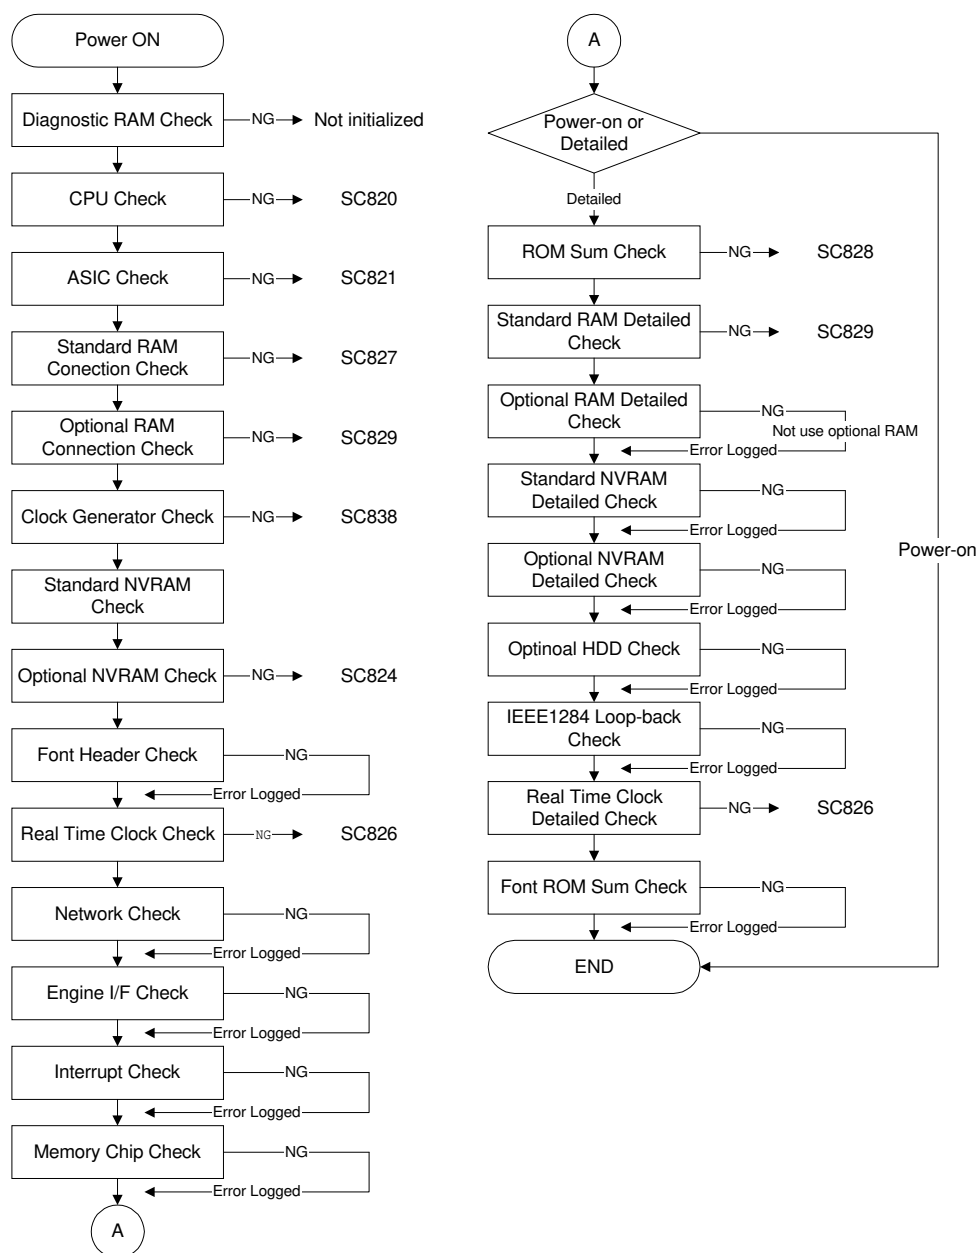 Power ON
Diagnostic RAM Check
NG
Not initialized
CPU Check
NG
SC820
ASIC Check
NG
SC821
Standard RAM
Conection Check
NG
SC827
Optional RAM
Connection Check
NG
SC829
Clock Generator Check
NG
SC838
Standard NVRAM
Check
Optional NVRAM Check
NG
SC824
Font Header Check
NG
Error Logged
Real Time Clock Check
NG
SC826
Network Check
NG
Error Logged
Engine I/F Check
NG
Error Logged
Interrupt Check
NG
Error Logged
Memory Chip Check
NG
Error Logged
A
A
Power-on or
Detailed
Detailed
Power-on
ROM Sum Check
NG
SC828
Standard RAM Detailed
Check
NG
SC829
Optional RAM Detailed
Check
NG
Not use optional RAM
Error Logged
Standard NVRAM
Detailed Check
NG
Error Logged
Optional NVRAM
Detailed Check
NG
Error Logged
Optinoal HDD Check
NG
Error Logged
IEEE1284 Loop-back
Check
NG
Error Logged
Real Time Clock
Detailed Check
NG
SC826
Font ROM Sum Check
NG
Error Logged
END